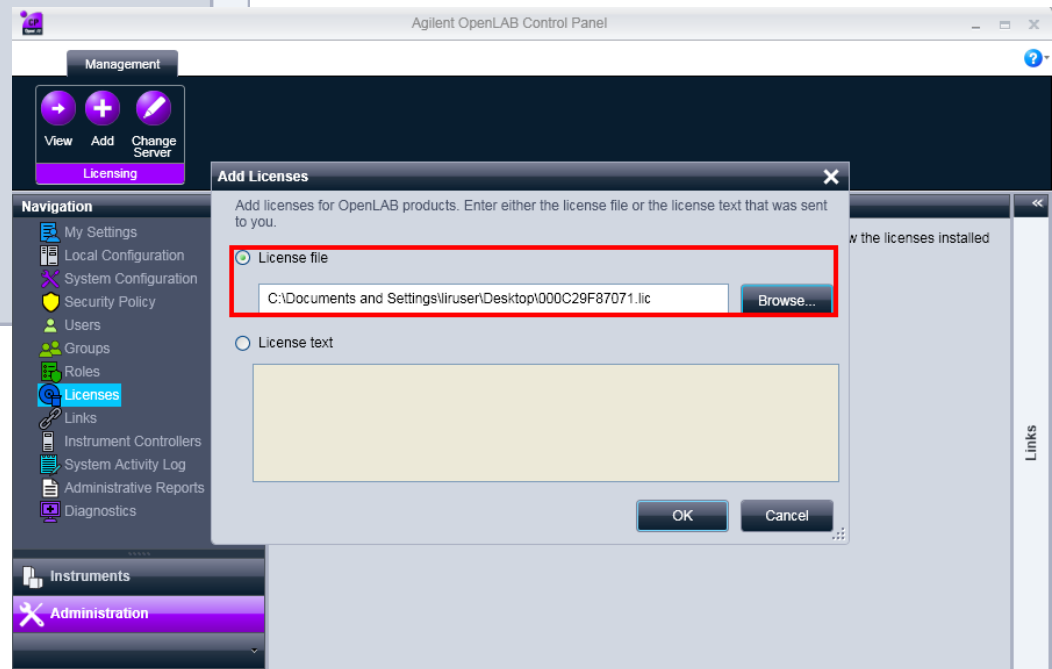 CP
Agilent OpenLAB Control Panel
Management
View
Add
Change
Server
Licensing
Add Licenses
Add licenses for OpenLAB products. Enter either the license file or the license text that was sent
to you.
License file
C:\Documents and Settings\liruser\Desktop\000C29F87071.lic
Browse...
License text
OK
Cancel
w the licenses installed
Navigation
My Settings
Local Configuration
System Configuration
Security Policy
Users
Groups
Roles
Licenses
Links
Instrument Controllers
System Activity Log
Administrative Reports
Diagnostics
Instruments
Administration
Links